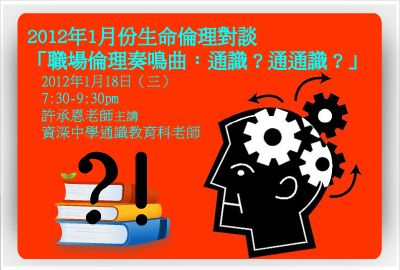 2012年1月份生命倫理對談
「職場倫理奏鳴曲：通識？通通識？」
2012年1月18日（三）
7:30-9:30pm
許承恩老師主講
資深中學通識教育科老師
?!